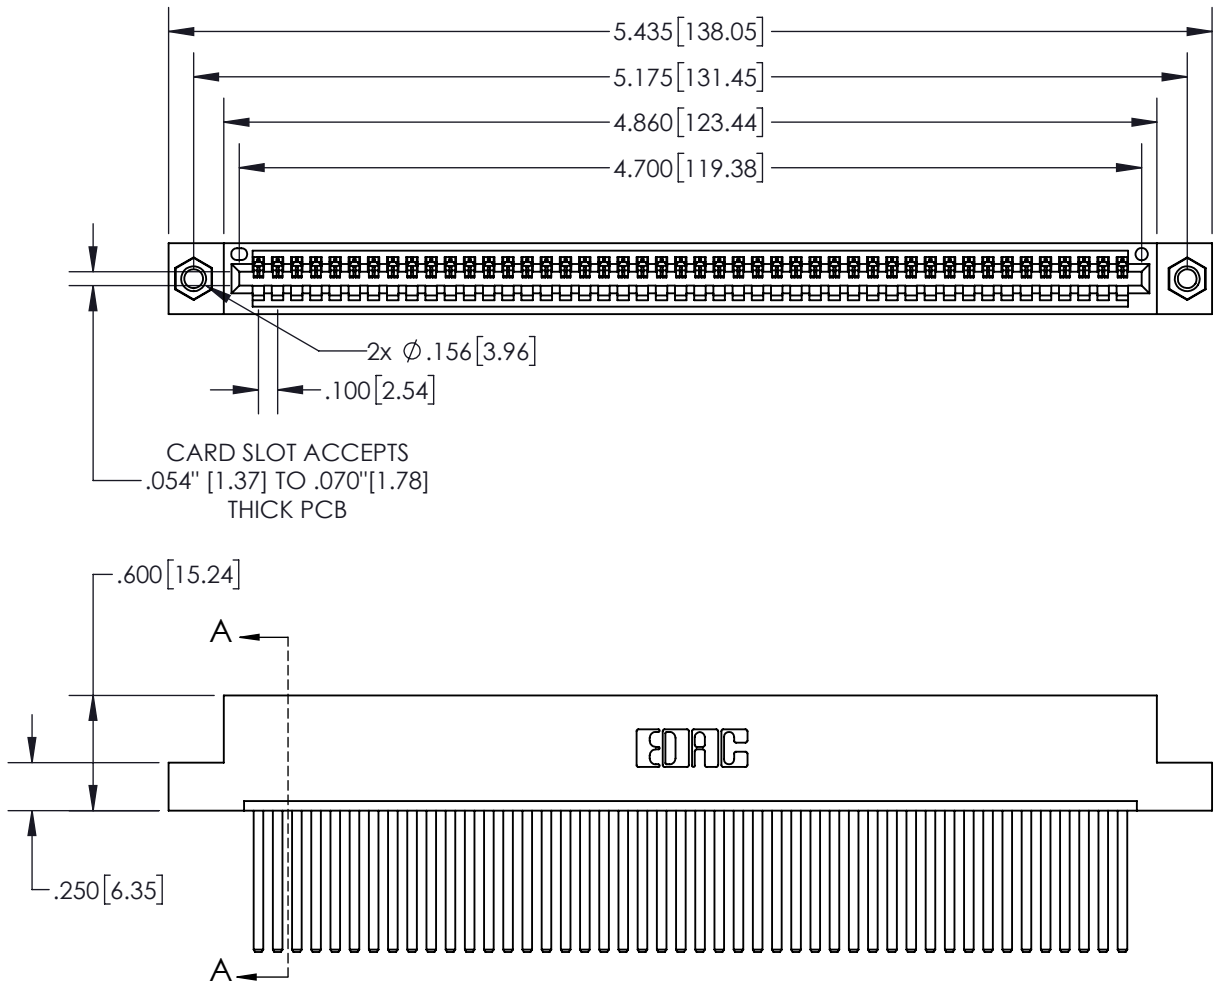 5.435[138.05]
5.175[131.45]
4.860[123.44]
4.700[119.38]
2x Ø.156[3.96]
.100[2.54]
CARD SLOT ACCEPTS
.054" [1.37] TO .070"[1.78]
THICK PCB
.600[15.24]
A
EDAC
.250[6.35]
A